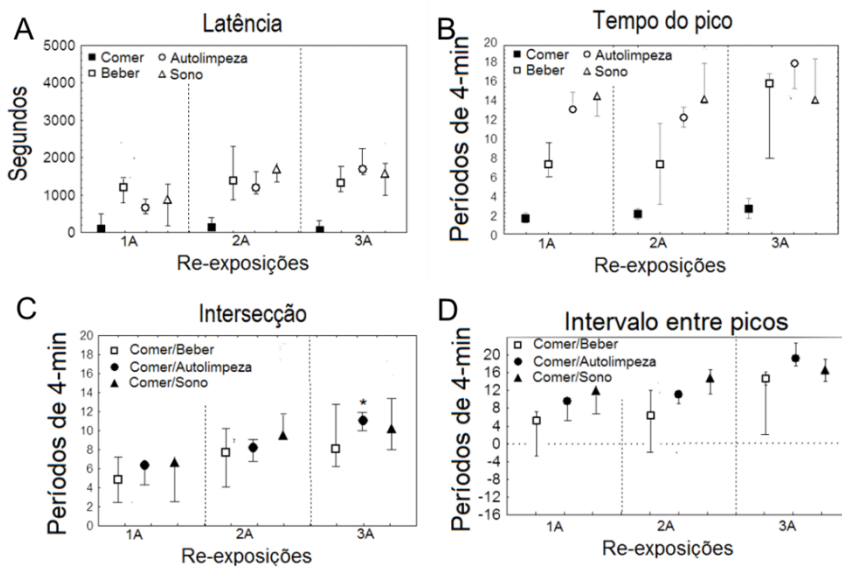 A
Latência
Segundos
5000
4000
3000
2000
1000
0
Comer
Autolimpeza
Beber
Sono
1A
2A
3A
Re-exposições
B
Tempo do pico
Períodos de 4-min
20
18
16
14
12
10
8
6
4
2
0
Comer
Autolimpeza
Beber
Sono
1A
2A
3A
Re-exposições
C
Intersecção
Períodos de 4-min
20
18
16
14
12
10
8
6
4
2
0
Comer/Beber
Comer/Autolimpeza
Comer/Sono
*
1A
2A
3A
Re-exposições
D
Intervalo entre picos
Períodos de 4-min
20
16
12
8
4
0
-4
-8
-12
-16
Comer/Beber
Comer/Autolimpeza
Comer/Sono
1A
2A
3A
Re-exposições